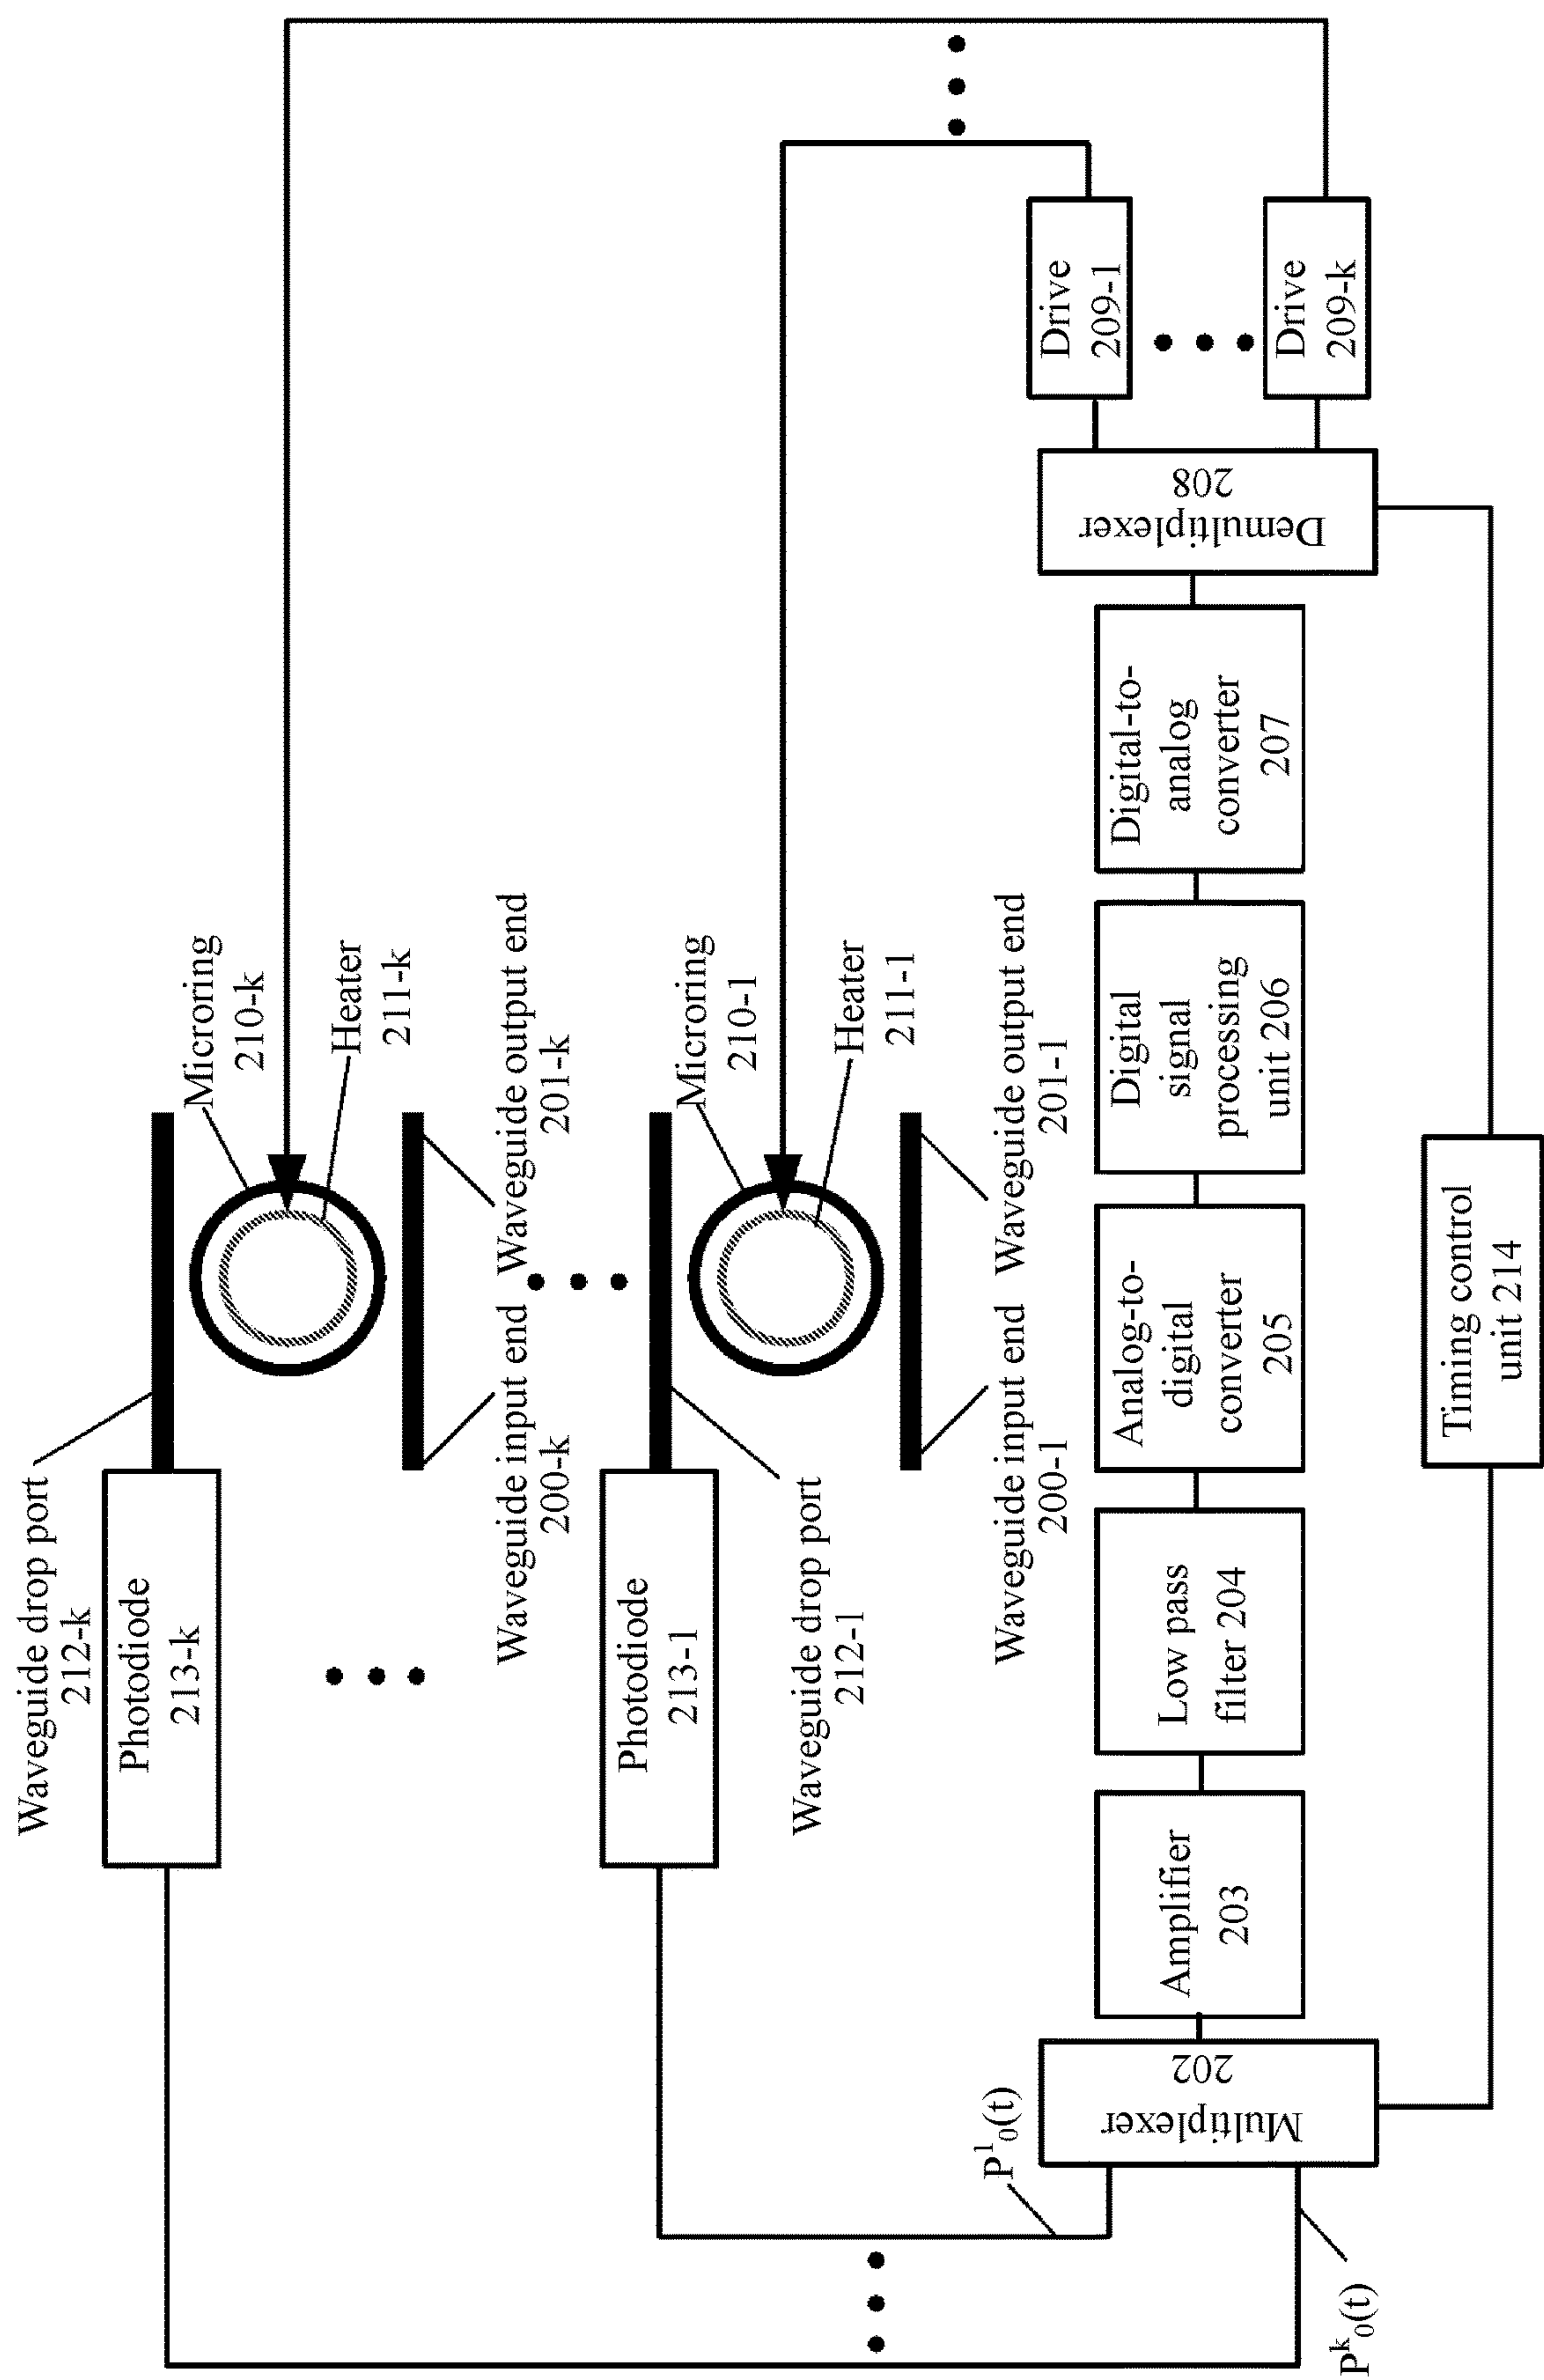 Waveguide drop port
212-k
Photodiode
213-k
Microring
210-k
Heater
211-k
Waveguide input end
200-k
Waveguide output end
201-k
Photodiode
213-1
Waveguide drop port
212-1
Microring
210-1
Heater
211-1
Waveguide input end
200-1
Waveguide output end
201-1
P¹₀(t)
Pᵏ₀(t)
Multiplexer
202
Amplifier
203
Low pass
filter 204
Analog-to-
digital
converter
205
Digital
signal
processing
unit 206
Digital-to-
analog
converter
207
Demultiplexer
208
Drive
209-1
Drive
209-k
Timing control
unit 214